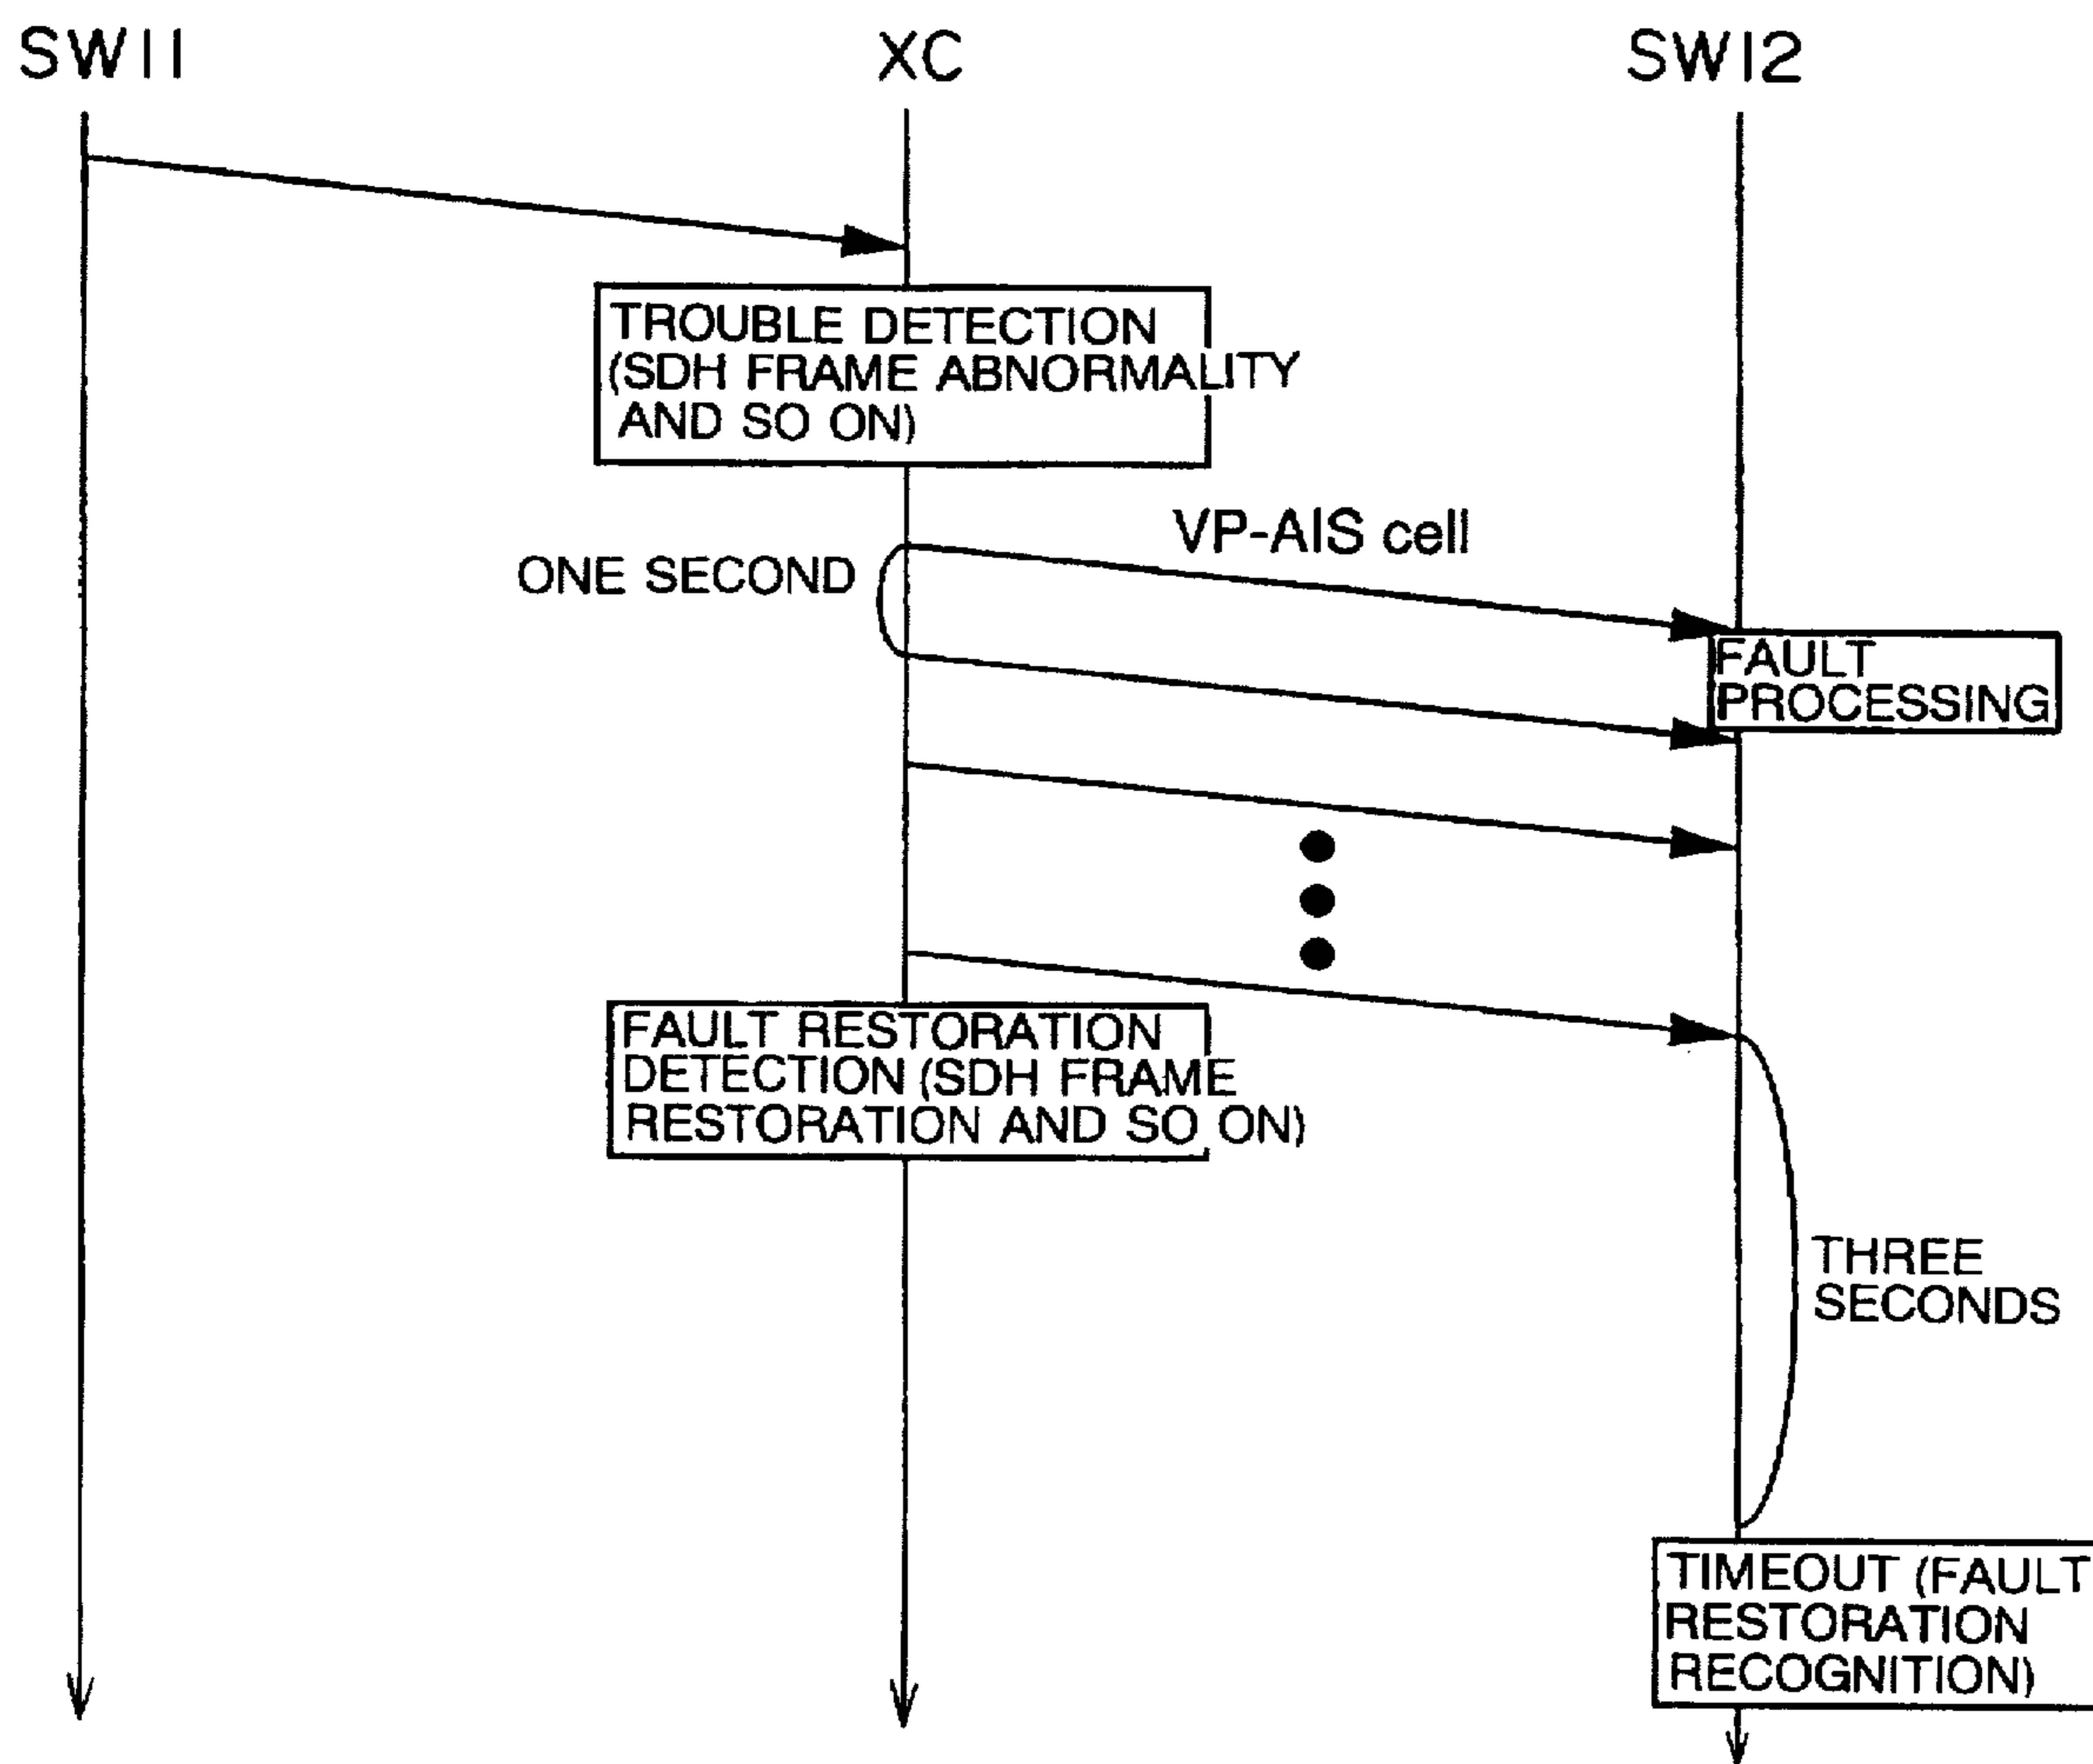 SW11
XC
SW12
TROUBLE DETECTION
(SDH FRAME ABNORMALITY
AND SO ON)
VP-AIS cell
ONE SECOND
FAULT
PROCESSING
FAULT RESTORATION
DETECTION (SDH FRAME
RESTORATION AND SO ON)
THREE
SECONDS
TIMEOUT (FAULT
RESTORATION
RECOGNITION)